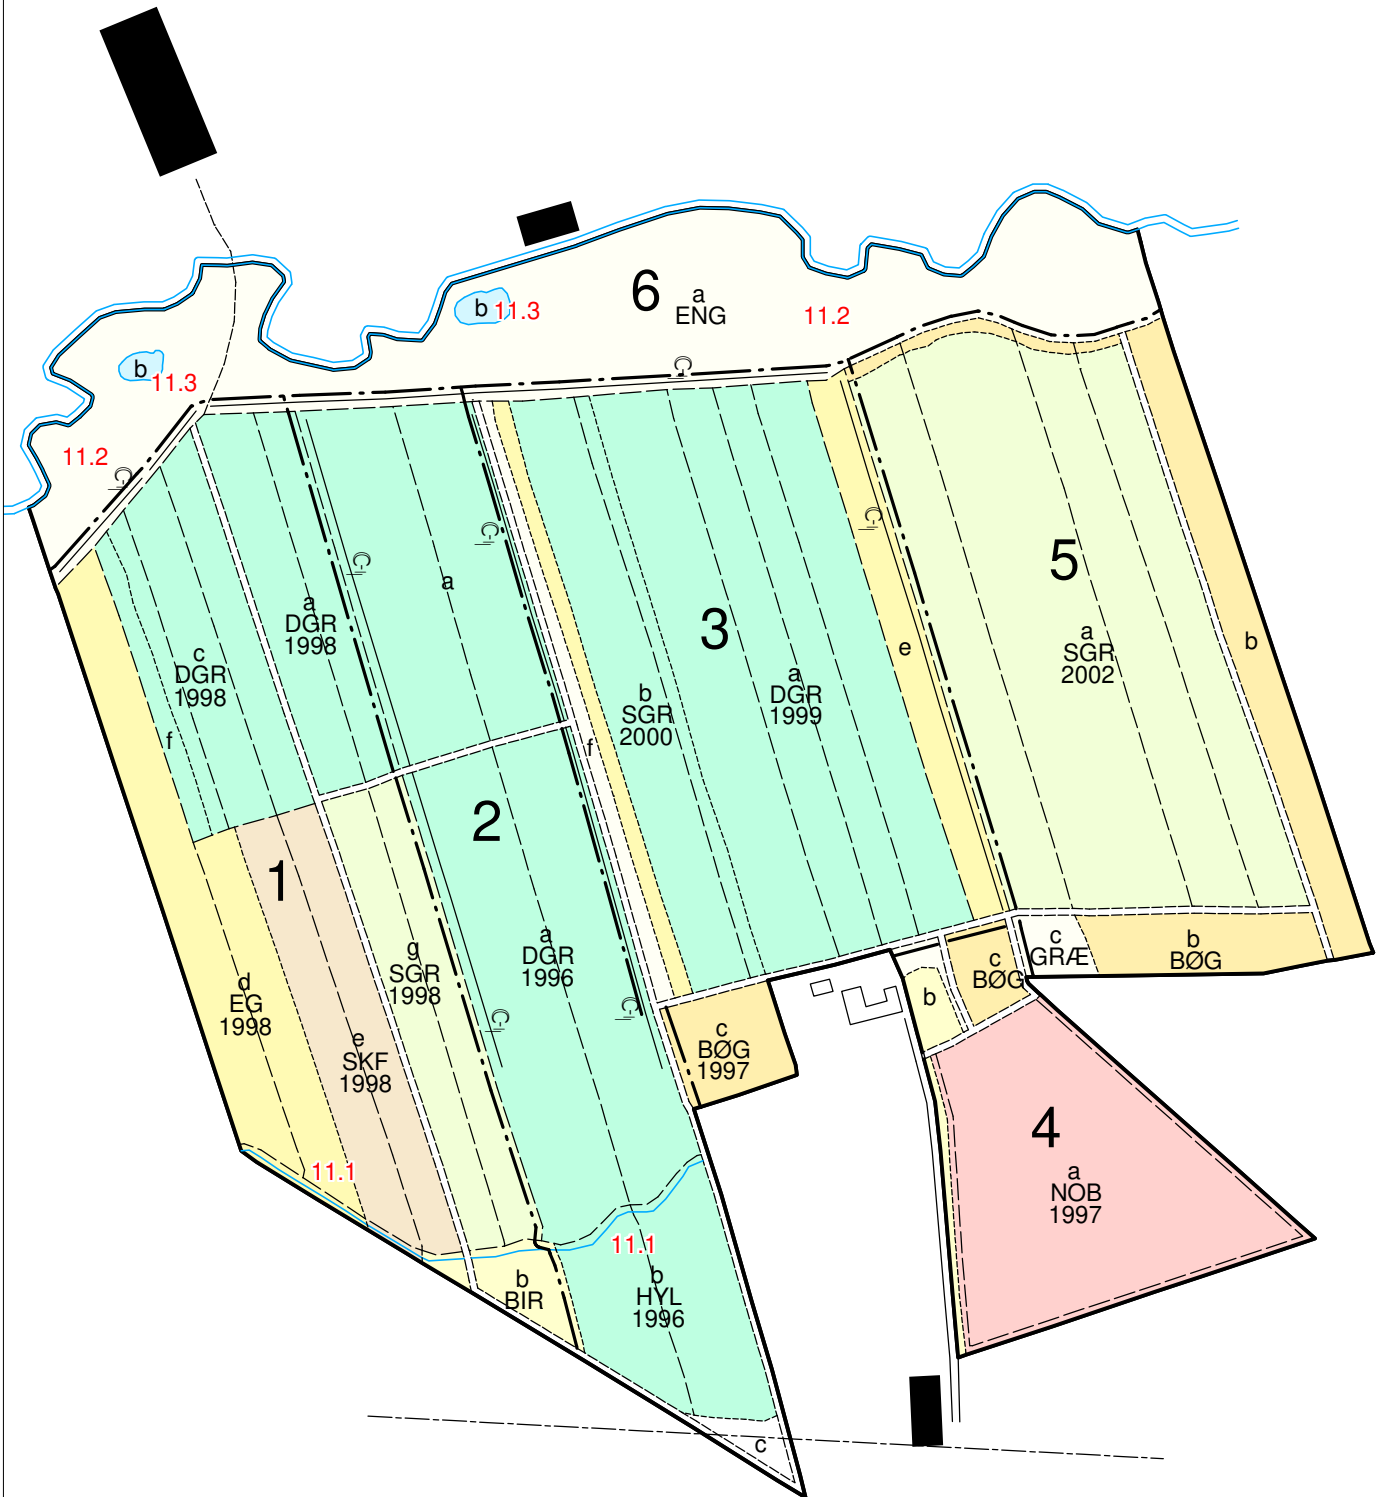 6
a
ENG
11.2
b 11.3
b
11.3
11.2
1
a
DGR
1998
c
DGR
1998
f
d
EG
1998
e
SKF
1998
g
SGR
1998
11.1
b
BIR
2
a
a
DGR
1996
11.1
b
HYL
1996
c
3
f
b
SGR
2000
a
DGR
1999
e
c
BØG
1997
5
a
SGR
2002
b
b
BØG
c
GRÆ
c
BØG
b
4
a
NOB
1997